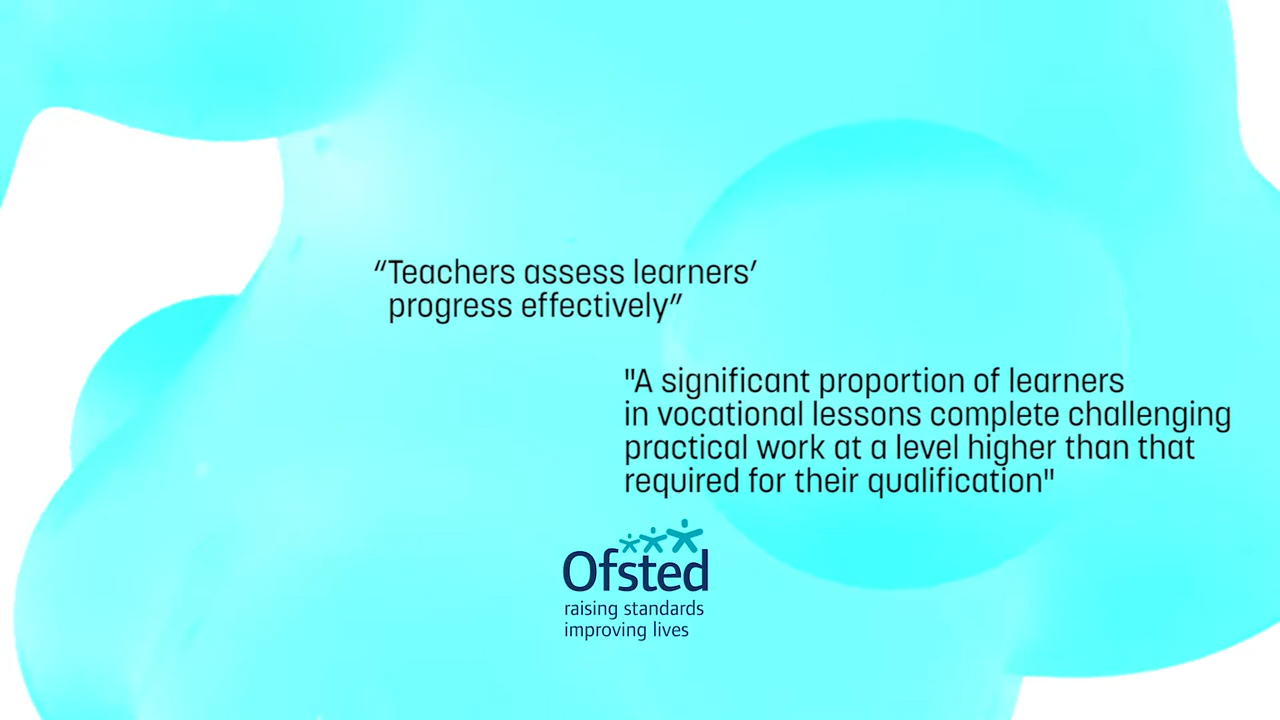 “Teachers assess learners’
progress effectively”
"A significant proportion of learners
in vocational lessons complete challenging
practical work at a level higher than that
required for their qualification"
Ofsted
raising standards
improving lives